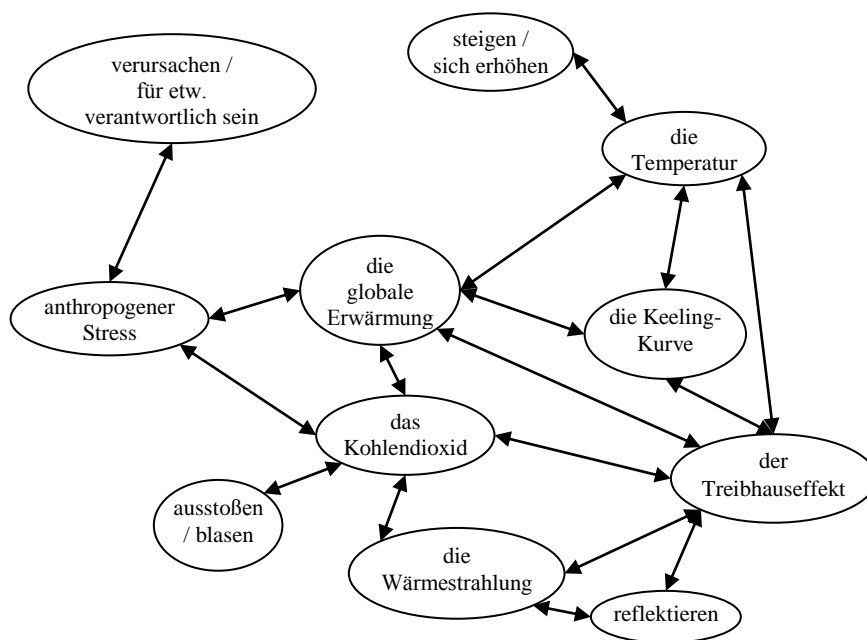 verursachen /
für etw.
verantwortlich sein
steigen /
sich erhöhen
die
Temperatur
die
globale
Erwärmung
anthropogener
Stress
die Keeling-
Kurve
das
Kohlendioxid
der
Treibhauseffekt
ausstoßen
/ blasen
die
Wärmestrahlung
reflektieren